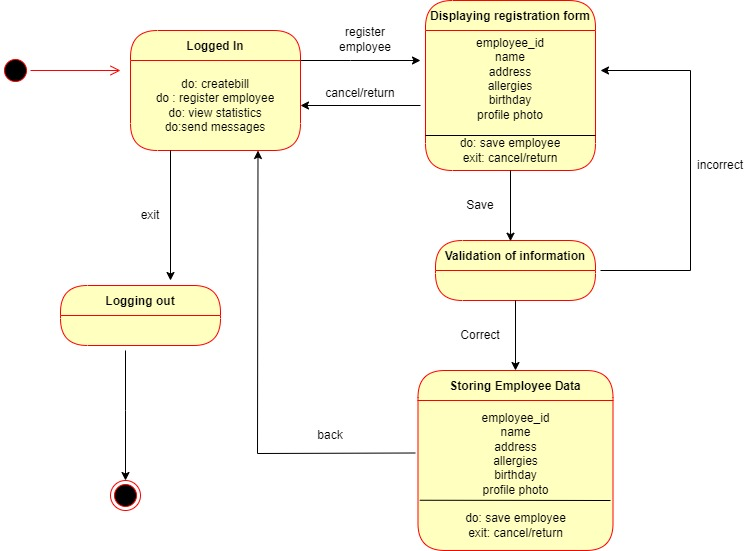 Displaying registration form
employee_id
name
address
allergies
birthday
profile photo
do: save employee
exit: cancel/return
Logged In
do: createbill
do : register employee
do: view statistics
do:send messages
register
employee
cancel/return
incorrect
exit
Save
Validation of information
Logging out
Correct
Storing Employee Data
employee_id
name
address
allergies
birthday
profile photo
do: save employee
exit: cancel/return
back